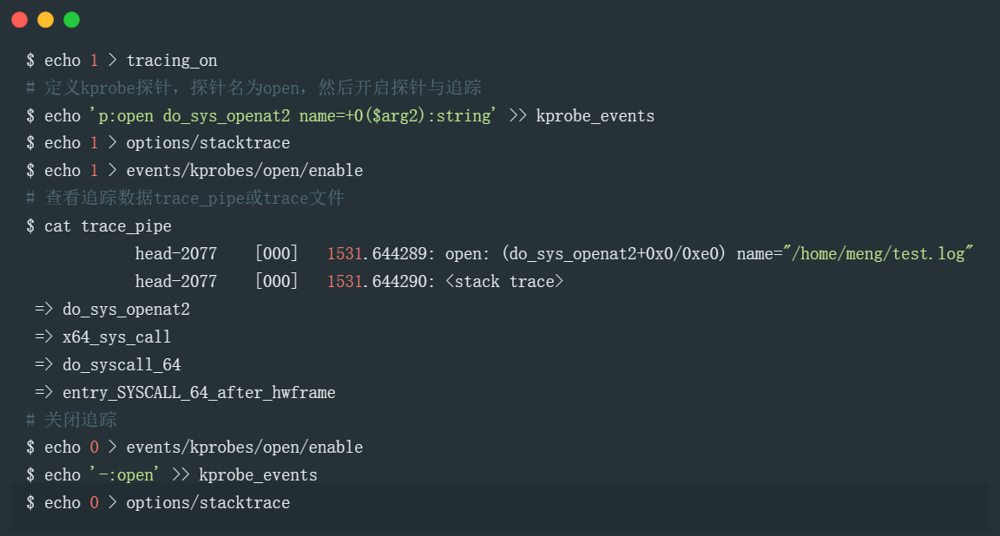 $ echo 1 > tracing_on
# 定义kprobe探针，探针名为open，然后开启探针与追踪
$ echo 'p:open do_sys_openat2 name=+0($arg2):string' >> kprobe_events
$ echo 1 > options/stacktrace
$ echo 1 > events/kprobes/open/enable
# 查看追踪数据trace_pipe或trace文件
$ cat trace_pipe
            head-2077    [000]   1531.644289: open: (do_sys_openat2+0x0/0xe0) name="/home/meng/test.log"
            head-2077    [000]   1531.644290: <stack trace>
 => do_sys_openat2
 => x64_sys_call
 => do_syscall_64
 => entry_SYSCALL_64_after_hwframe
# 关闭追踪
$ echo 0 > events/kprobes/open/enable
$ echo '-:open' >> kprobe_events
$ echo 0 > options/stacktrace